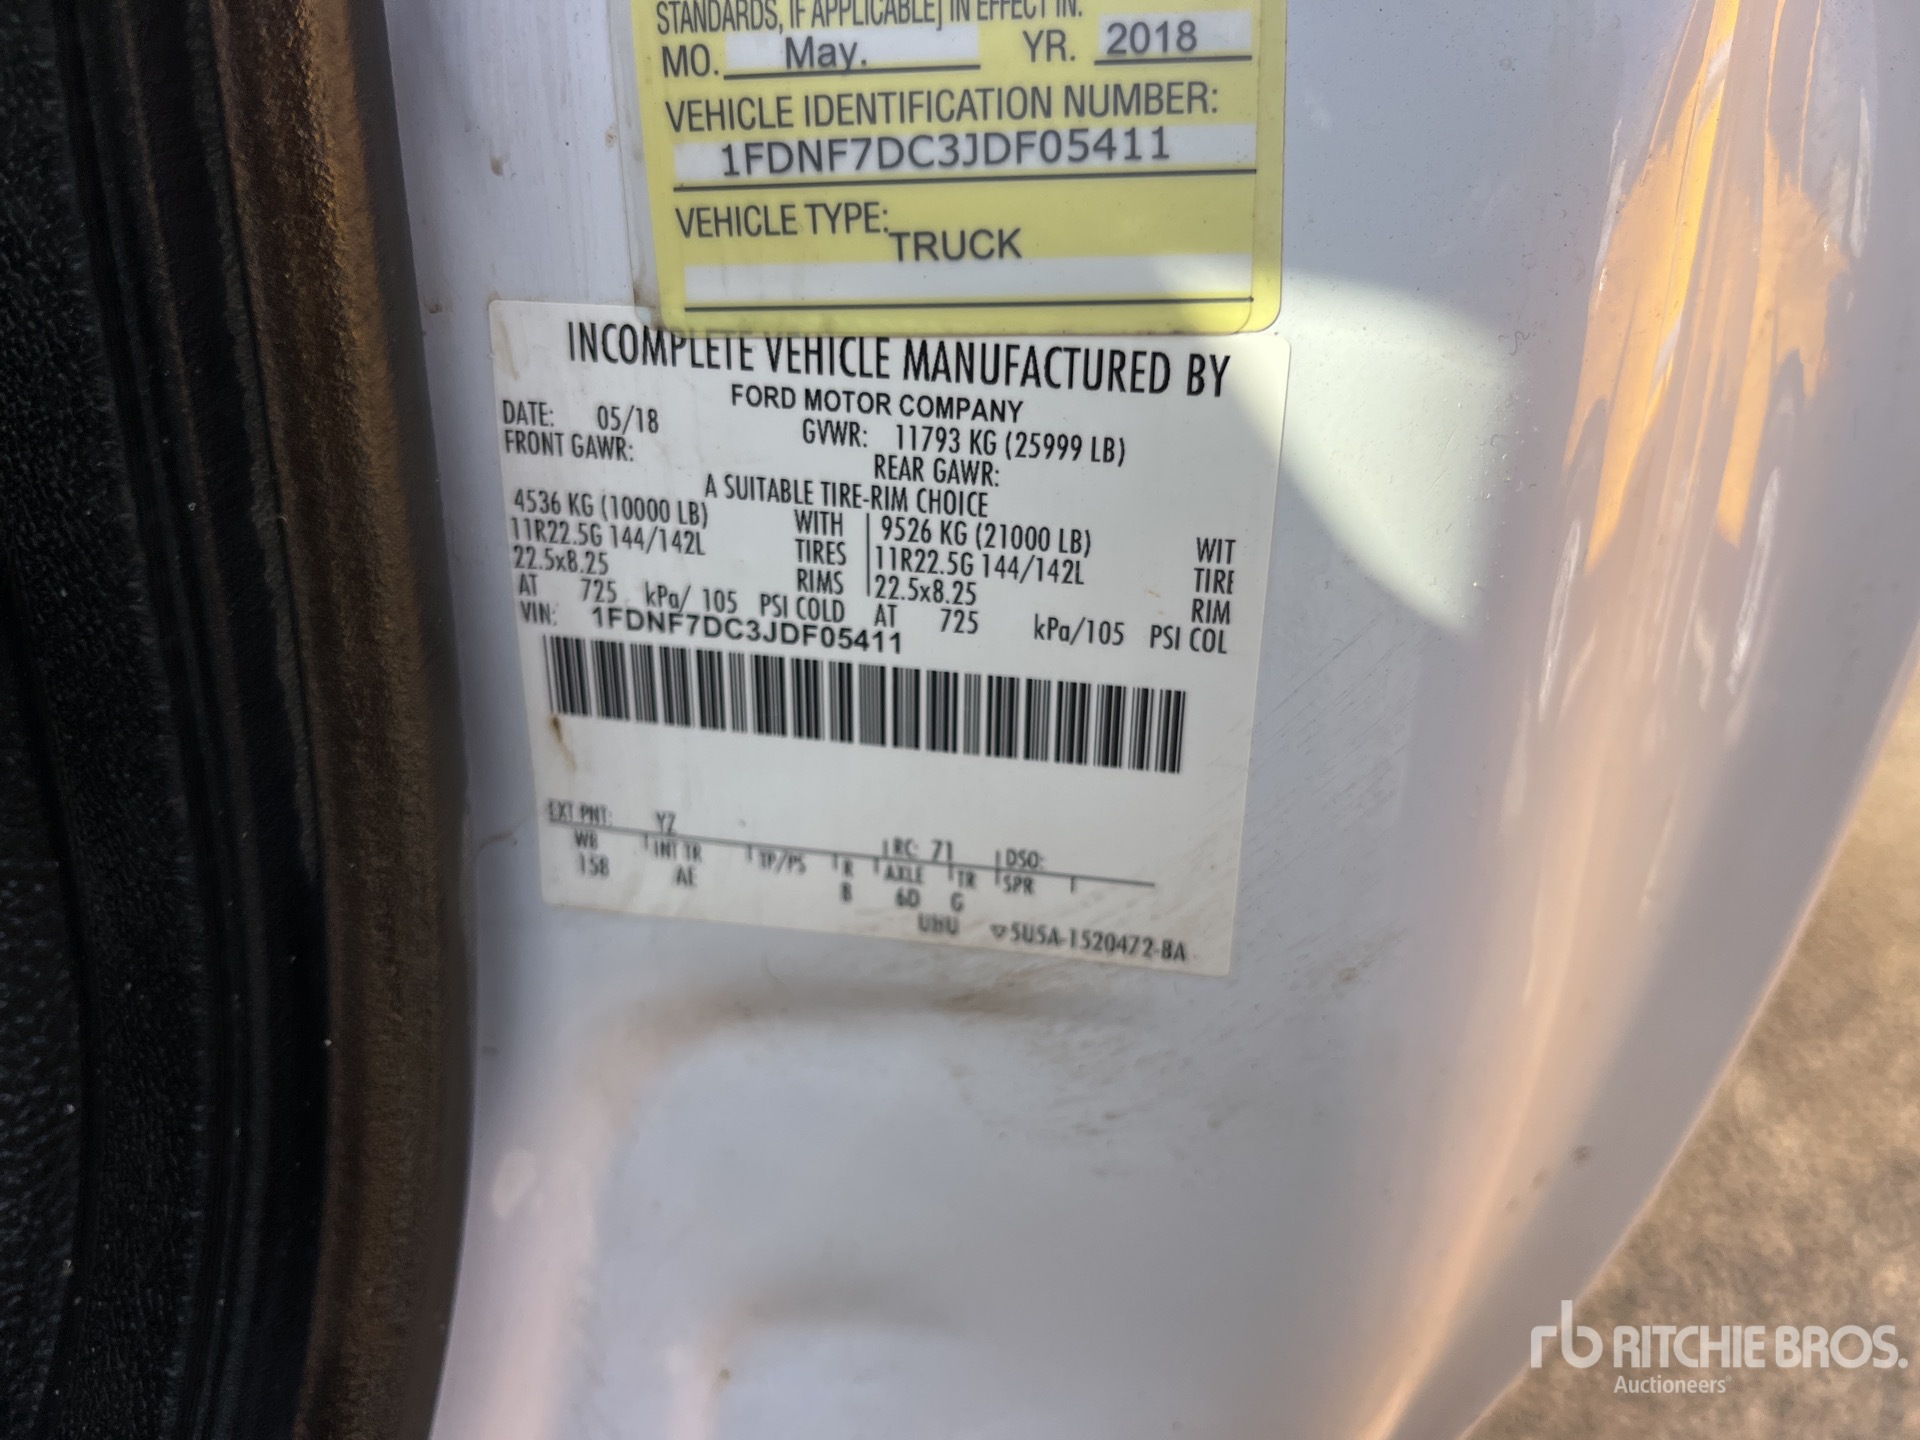 STANDARDS, IF APPLICABLE] IN EFFECT IN:
MO. May. YR. 2018
VEHICLE IDENTIFICATION NUMBER:
1FDNF7DC3JDF05411
VEHICLE TYPE: TRUCK
INCOMPLETE VEHICLE MANUFACTURED BY
FORD MOTOR COMPANY
DATE: 05/18 GVWR: 11793 KG (25999 LB)
FRONT GAWR: REAR GAWR:
A SUITABLE TIRE-RIM CHOICE
4536 KG (10000 LB) WITH 9526 KG (21000 LB) WIT
11R22.5G 144/142L TIRES 11R22.5G 144/142L TIRE
22.5x8.25 RIMS 22.5x8.25 RIM
AT 725 kPa/ 105 PSI COLD AT 725 kPa/105 PSI COL
VIN: 1FDNF7DC3JDF05411
EXT PNT: YZ RC: 71 DSO:
WB INT TR TP/PS R AXLE TR SPR
158 AE B 6D G
UHU ▽5U5A-1520472-BA
rb RITCHIE BROS.
Auctioneers